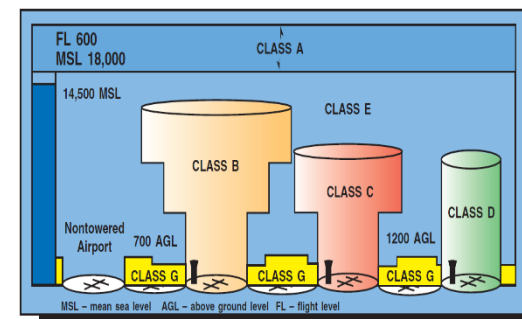 FL 600
MSL 18,000
CLASS A
14,500 MSL
CLASS E
CLASS B
CLASS C
CLASS D
Nontowered
Airport
700 AGL
1200 AGL
CLASS G
CLASS G
CLASS G
MSL – mean sea level AGL – above ground level FL – flight level